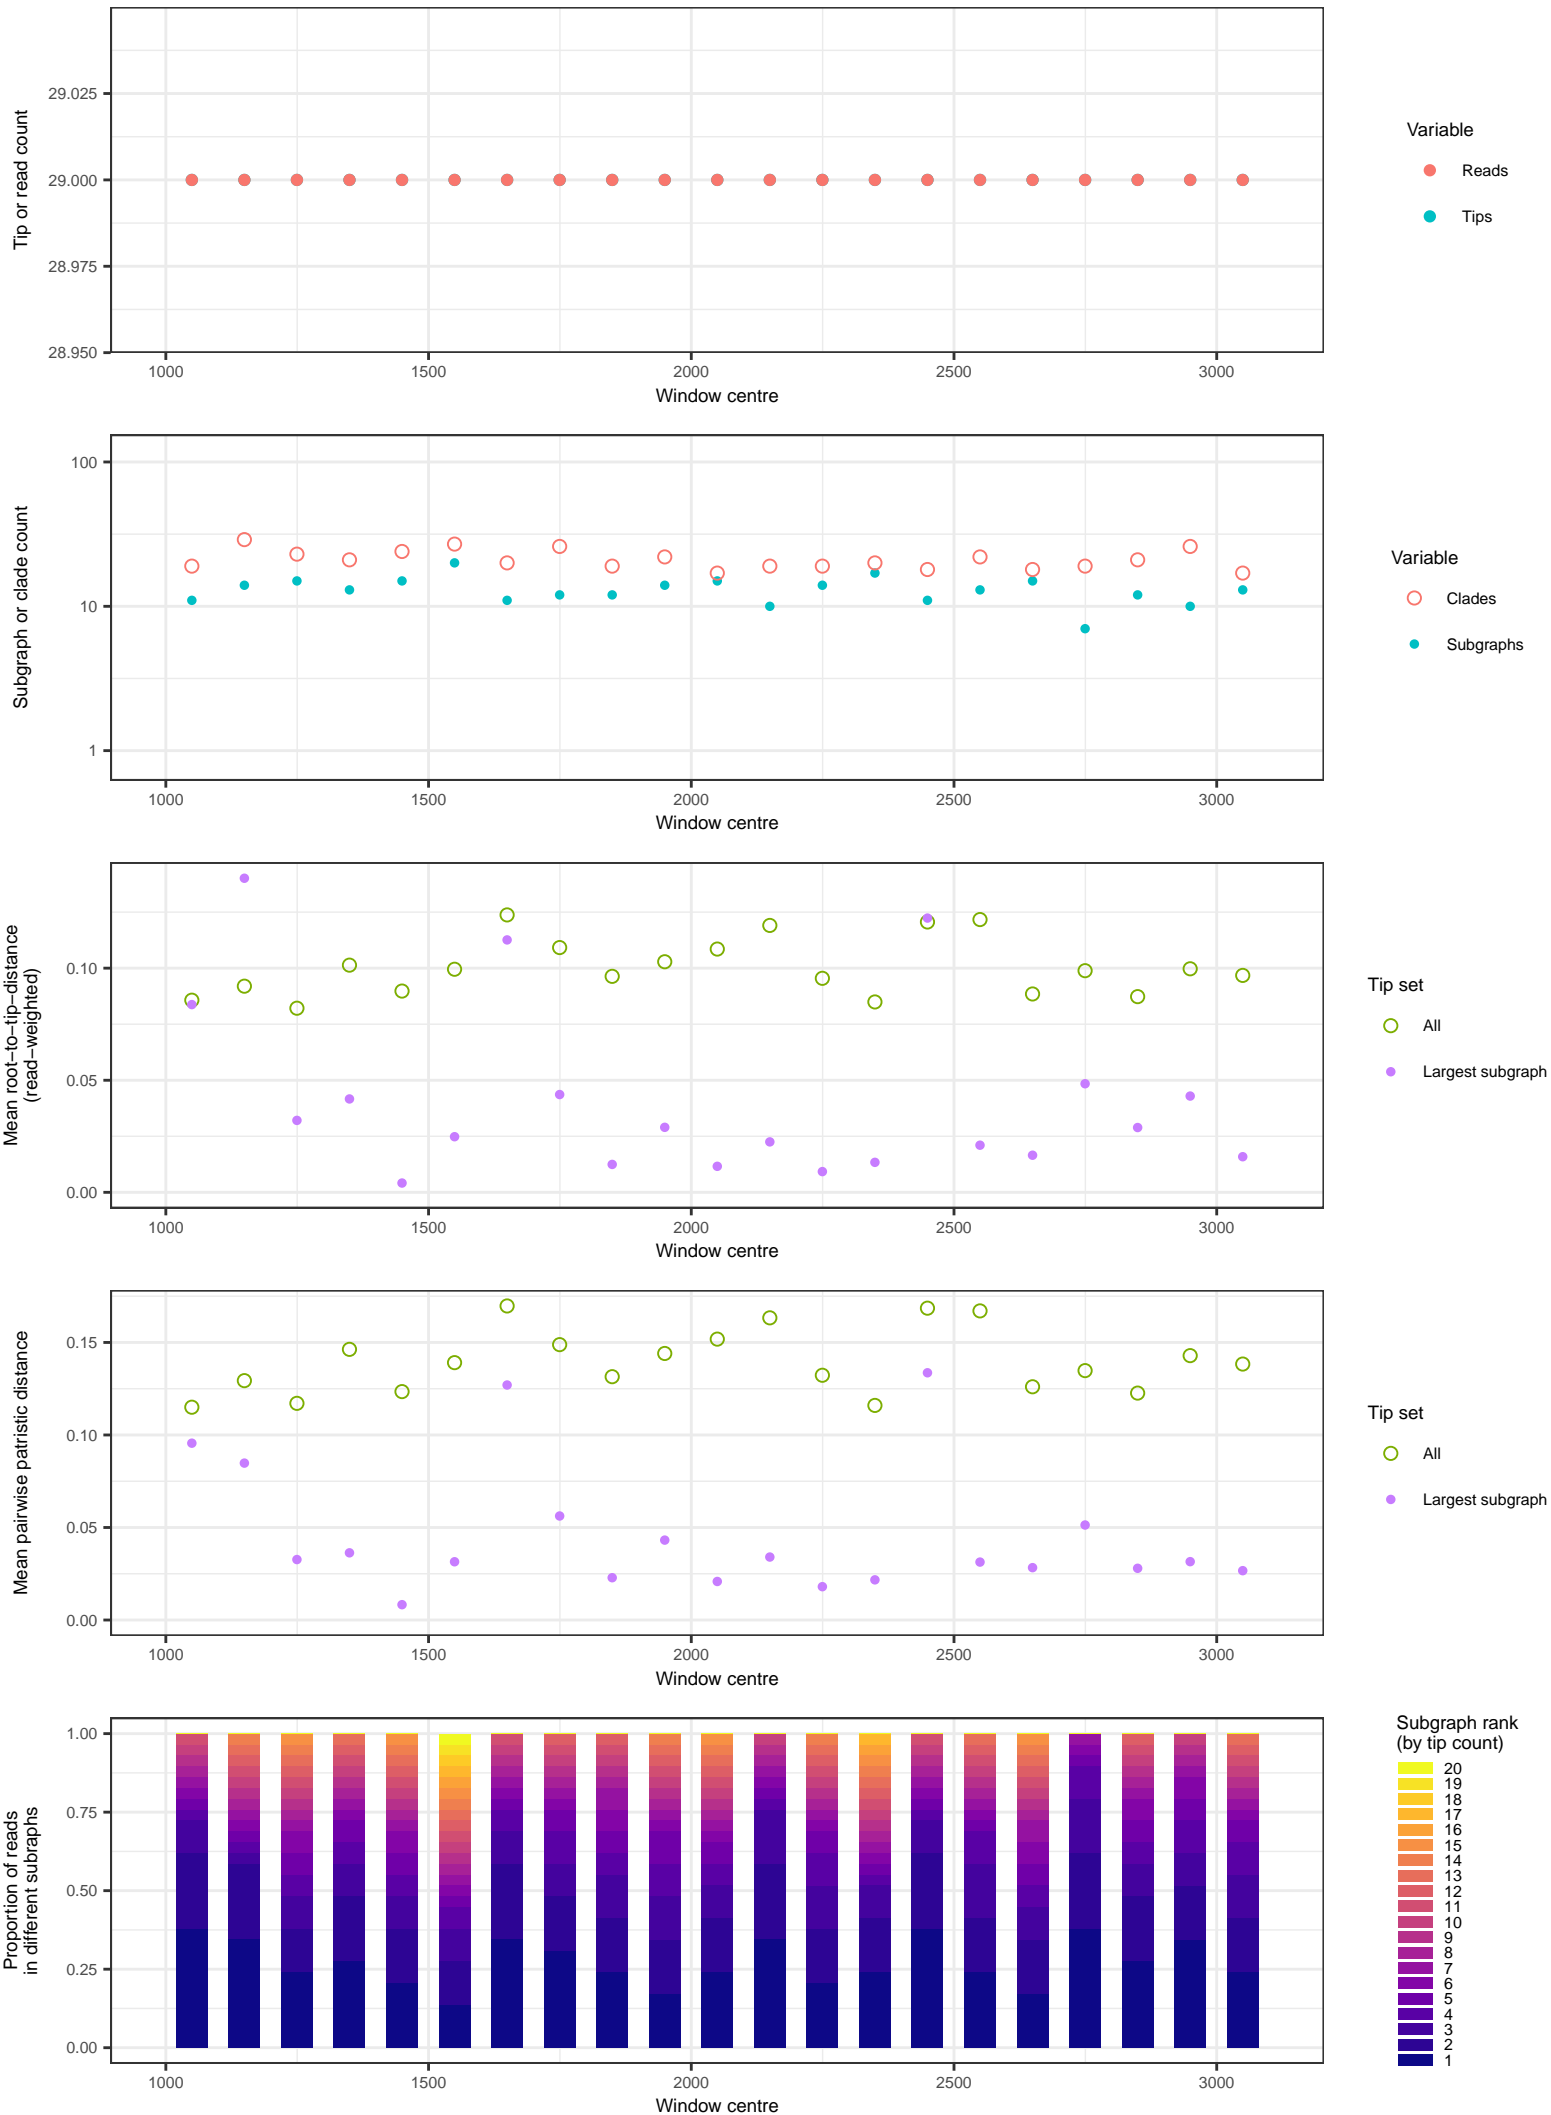 Tip or read count
29.025
29.000
28.975
28.950
1000 1500 2000 2500 3000
Window centre
Variable
Reads
Tips
Subgraph or clade count
100
10
1
1000 1500 2000 2500 3000
Window centre
Variable
Clades
Subgraphs
Mean root−to−tip−distance
(read−weighted)
0.10
0.05
0.00
1000 1500 2000 2500 3000
Window centre
Tip set
All
Largest subgraph
Mean pairwise patristic distance
0.15
0.10
0.05
0.00
1000 1500 2000 2500 3000
Window centre
Tip set
All
Largest subgraph
Proportion of reads
in different subraphs
1.00
0.75
0.50
0.25
0.00
1000 1500 2000 2500 3000
Window centre
Subgraph rank
(by tip count)
20
19
18
17
16
15
14
13
12
11
10
9
8
7
6
5
4
3
2
1